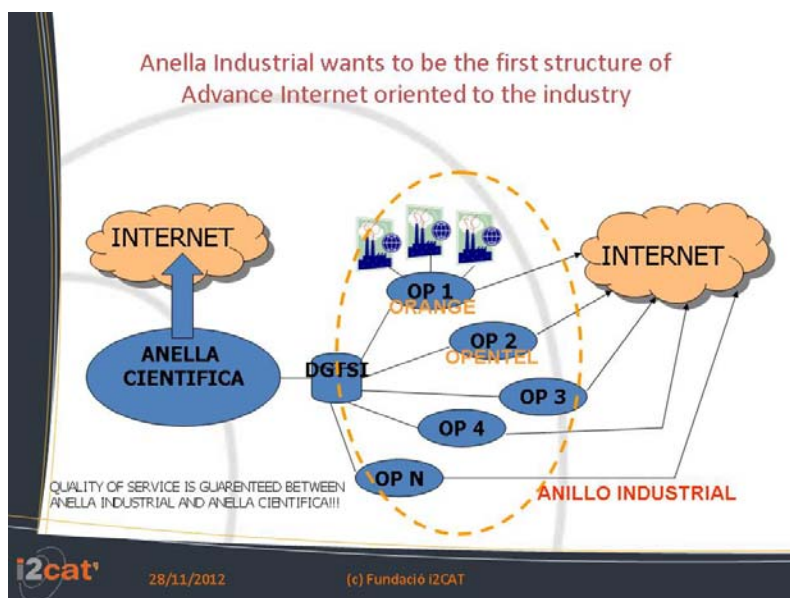 Anella Industrial wants to be the first structure of
Advance Internet oriented to the industry
INTERNET
INTERNET
OP 1
ORANGE
OP 2
OPENTEL
ANELLA
CIENTIFICA
DGTSI
OP 3
OP 4
OP N
QUALITY OF SERVICE IS GUARENTEED BETWEEN
ANELLA INDUSTRIAL AND ANELLA CIENTIFICA!!!
ANILLO INDUSTRIAL
i2cat'
28/11/2012
(c) Fundació i2CAT